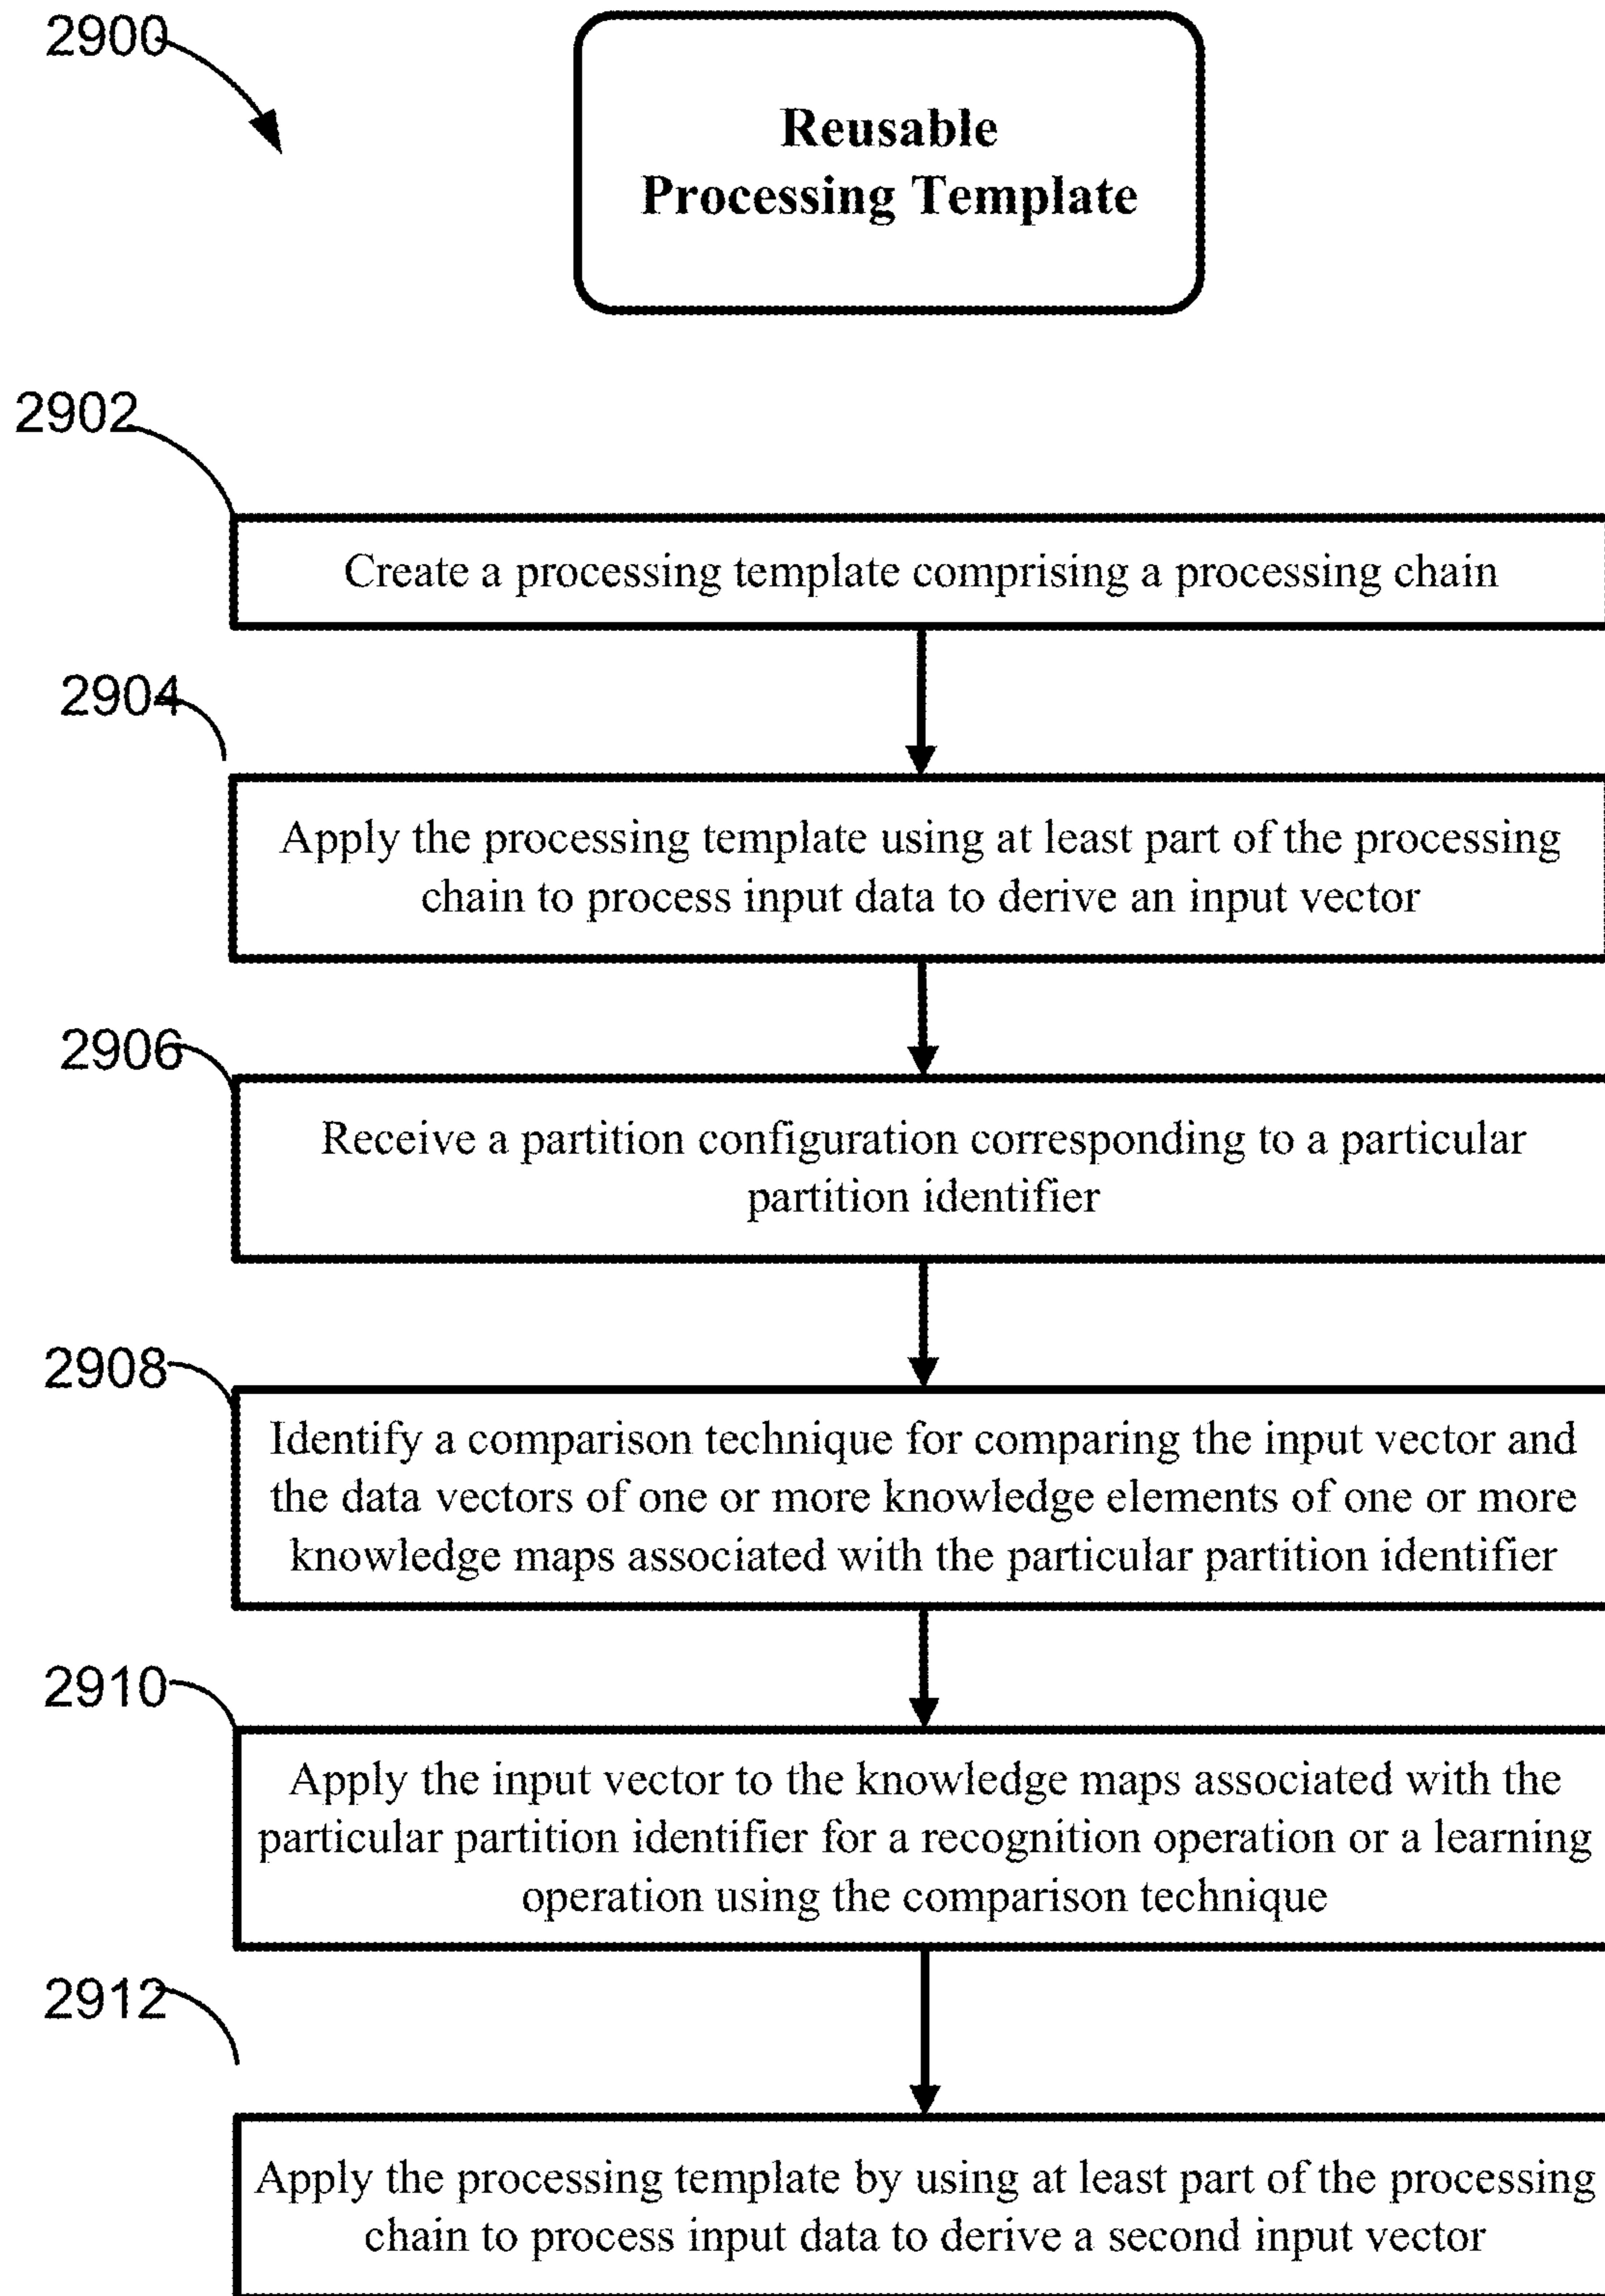 2900
Reusable
Processing Template
2902
Create a processing template comprising a processing chain
2904
Apply the processing template using at least part of the processing
chain to process input data to derive an input vector
2906
Receive a partition configuration corresponding to a particular
partition identifier
2908
Identify a comparison technique for comparing the input vector and
the data vectors of one or more knowledge elements of one or more
knowledge maps associated with the particular partition identifier
2910
Apply the input vector to the knowledge maps associated with the
particular partition identifier for a recognition operation or a learning
operation using the comparison technique
2912
Apply the processing template by using at least part of the processing
chain to process input data to derive a second input vector